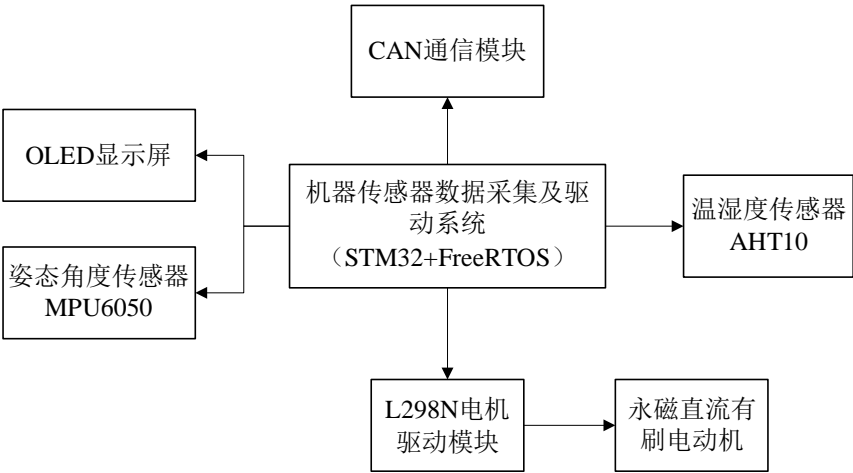 CAN通信模块
OLED显示屏
机器传感器数据采集及驱
动系统
（STM32+FreeRTOS）
温湿度传感器
AHT10
姿态角度传感器
MPU6050
L298N电机
驱动模块
永磁直流有
刷电动机